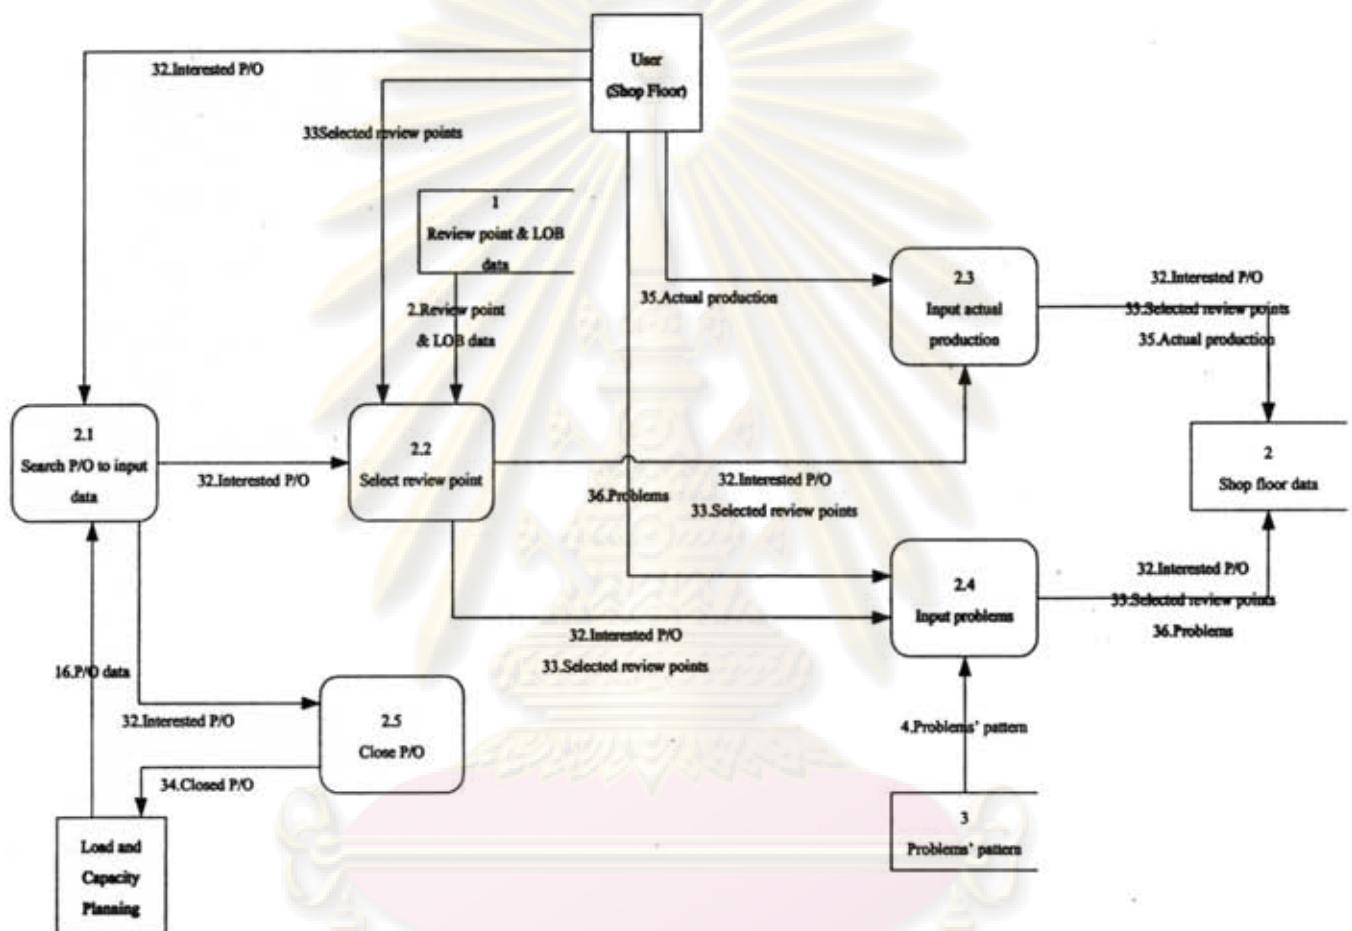 User
(Shop Floor)
32.Interested P/O
33Selected review points
1
Review point & LOB
data
2.Review point
& LOB data
35.Actual production
2.3
Input actual
production
32.Interested P/O
33.Selected review points
35.Actual production
2.1
Search P/O to input
data
32.Interested P/O
2.2
Select review point
36.Problems
32.Interested P/O
33.Selected review points
2
Shop floor data
2.4
Input problems
32.Interested P/O
33.Selected review points
36.Problems
32.Interested P/O
33.Selected review points
16.P/O data
32.Interested P/O
2.5
Close P/O
34.Closed P/O
4.Problems' pattern
3
Problems' pattern
Load and
Capacity
Planning